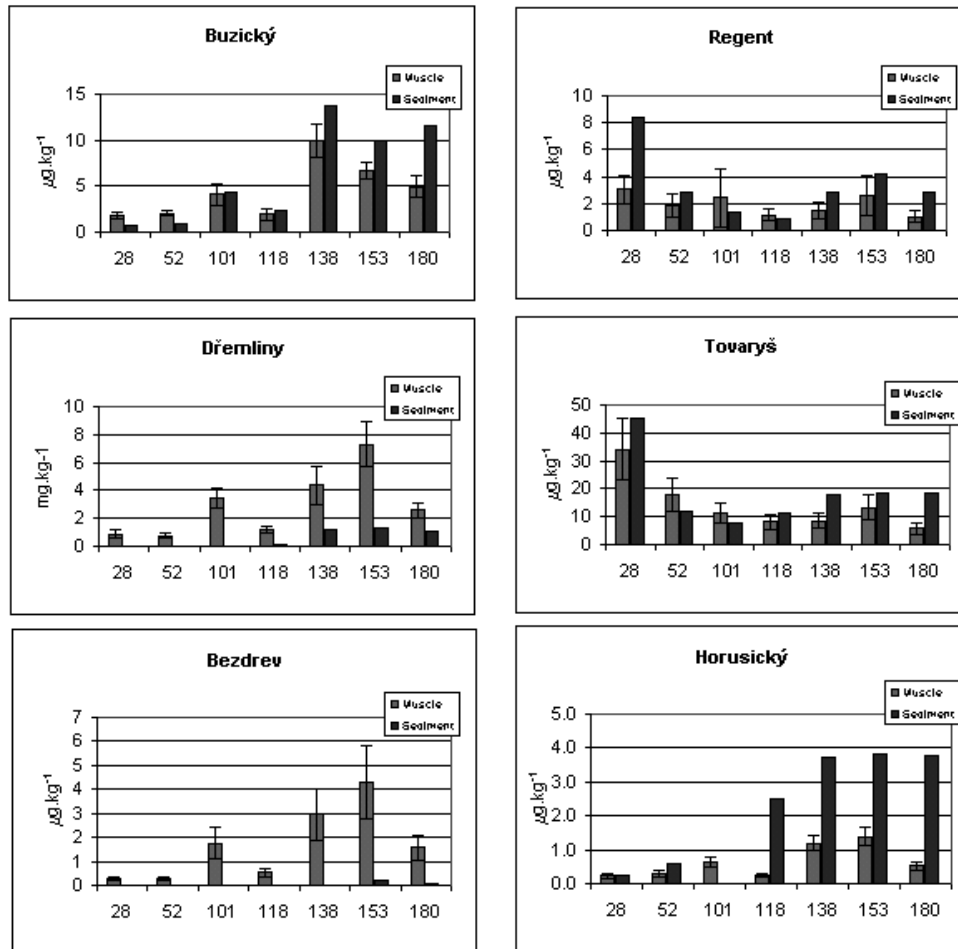 Buzický
Muscle
Sediment
µg.kg-1
15
10
5
0
28 52 101 118 138 153 180
Regent
Muscle
Sediment
µg.kg-1
10
8
6
4
2
0
28 52 101 118 138 153 180
Dřemliny
Muscle
Sediment
mg.kg-1
10
8
6
4
2
0
28 52 101 118 138 153 180
Tovaryš
Muscle
Sediment
µg.kg-1
50
40
30
20
10
0
28 52 101 118 138 153 180
Bezdrev
Muscle
Sediment
µg.kg-1
7
6
5
4
3
2
1
0
28 52 101 118 138 153 180
Horusický
Muscle
Sediment
µg.kg-1
5.0
4.0
3.0
2.0
1.0
0.0
28 52 101 118 138 153 180